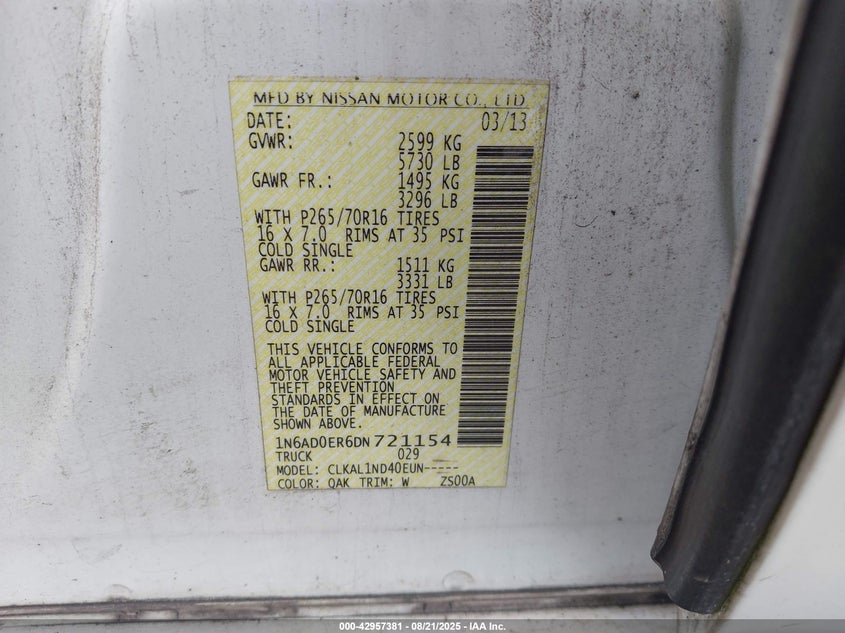 MFD BY NISSAN MOTOR CO., LTD
DATE: 03/13
GVWR: 2599 KG
5730 LB
GAWR FR.: 1495 KG
3296 LB
WITH P265/70R16 TIRES
16 X 7.0 RIMS AT 35 PSI
COLD SINGLE
GAWR RR.: 1511 KG
3331 LB
WITH P265/70R16 TIRES
16 X 7.0 RIMS AT 35 PSI
COLD SINGLE
THIS VEHICLE CONFORMS TO
ALL APPLICABLE FEDERAL
MOTOR VEHICLE SAFETY AND
THEFT PREVENTION
STANDARDS IN EFFECT ON
THE DATE OF MANUFACTURE
SHOWN ABOVE.
1N6AD0ER6DN721154
TRUCK 029
MODEL: CLKAL1ND40EUN-----
COLOR: QAK TRIM: W ZS00A
000-42957381 - 08/21/2025 - IAA Inc.